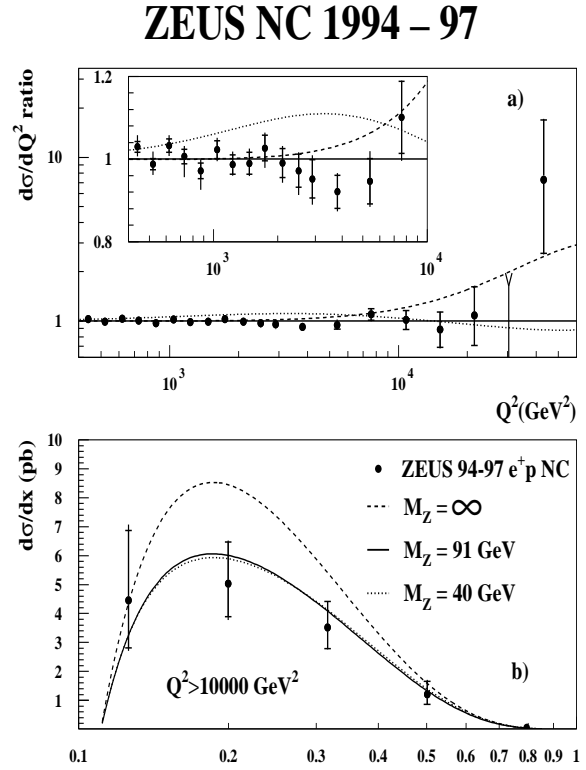 ZEUS NC 1994 – 97
dσ/dQ² ratio
a)
1.2
1
0.8
10³
10⁴
10
1
10³
10⁴
Q²(GeV²)
dσ/dx (pb)
10
9
8
7
6
5
4
3
2
1
ZEUS 94-97 e⁺p NC
M_Z = ∞
M_Z = 91 GeV
M_Z = 40 GeV
Q²>10000 GeV²
b)
0.1 0.2 0.3 0.4 0.5 0.6 0.7 0.8 0.9 1